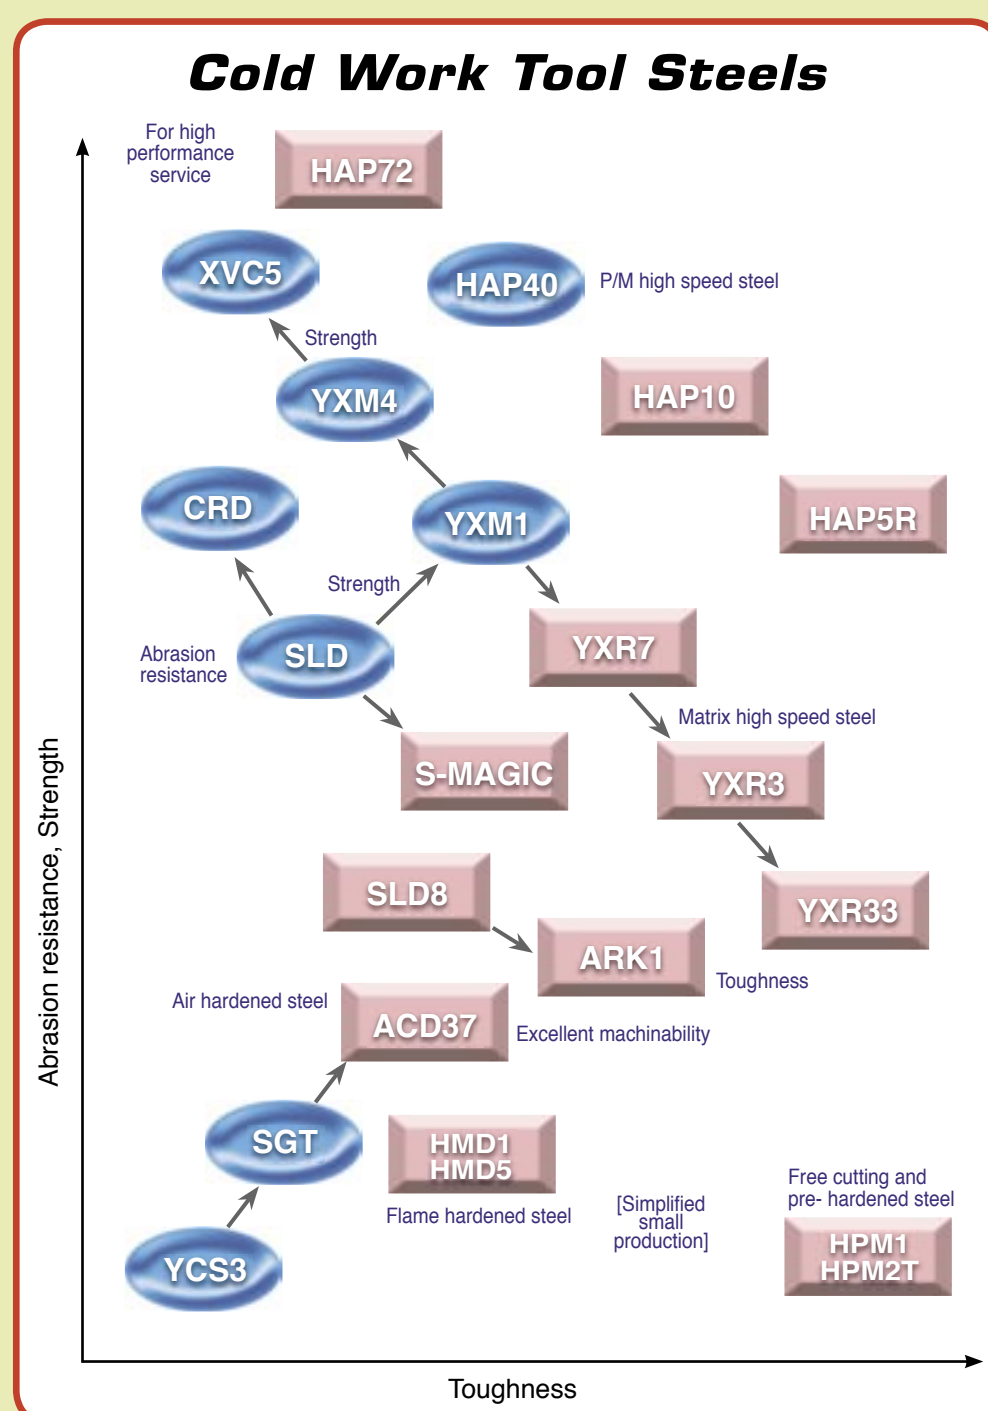 Cold Work Tool Steels
For high
performance
service
HAP72
XVC5
HAP40
P/M high speed steel
Strength
YXM4
HAP10
CRD
YXM1
HAP5R
Strength
SLD
Abrasion
resistance
YXR7
Matrix high speed steel
S-MAGIC
YXR3
SLD8
YXR33
ARK1
Toughness
Air hardened steel
ACD37
Excellent machinability
SGT
HMD1
HMD5
Flame hardened steel
[Simplified
small
production]
Free cutting and
pre- hardened steel
HPM1
HPM2T
YCS3
Abrasion resistance, Strength
Toughness